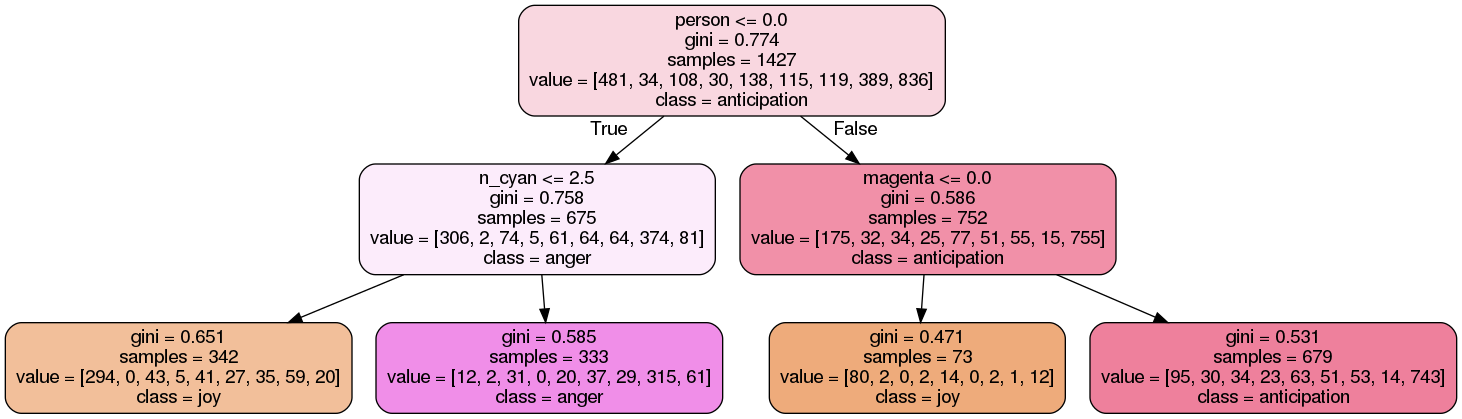 person <= 0.0
gini = 0.774
samples = 1427
value = [481, 34, 108, 30, 138, 115, 119, 389, 836]
class = anticipation
True
False
n_cyan <= 2.5
gini = 0.758
samples = 675
value = [306, 2, 74, 5, 61, 64, 64, 374, 81]
class = anger
magenta <= 0.0
gini = 0.586
samples = 752
value = [175, 32, 34, 25, 77, 51, 55, 15, 755]
class = anticipation
gini = 0.651
samples = 342
value = [294, 0, 43, 5, 41, 27, 35, 59, 20]
class = joy
gini = 0.585
samples = 333
value = [12, 2, 31, 0, 20, 37, 29, 315, 61]
class = anger
gini = 0.471
samples = 73
value = [80, 2, 0, 2, 14, 0, 2, 1, 12]
class = joy
gini = 0.531
samples = 679
value = [95, 30, 34, 23, 63, 51, 53, 14, 743]
class = anticipation